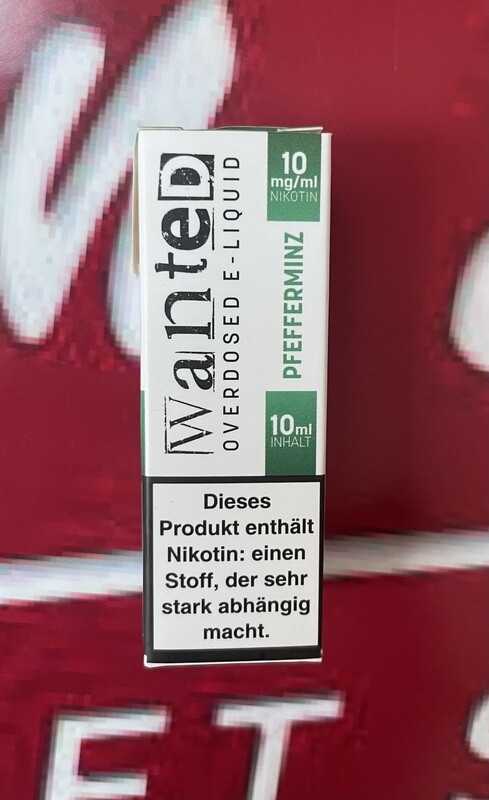 WanteD
OVERDOSED E-LIQUID
PFEFFERMINZ
10
mg/ml
NIKOTIN
10ml
INHALT
Dieses
Produkt enthält
Nikotin: einen
Stoff, der sehr
stark abhängig
macht.
ET